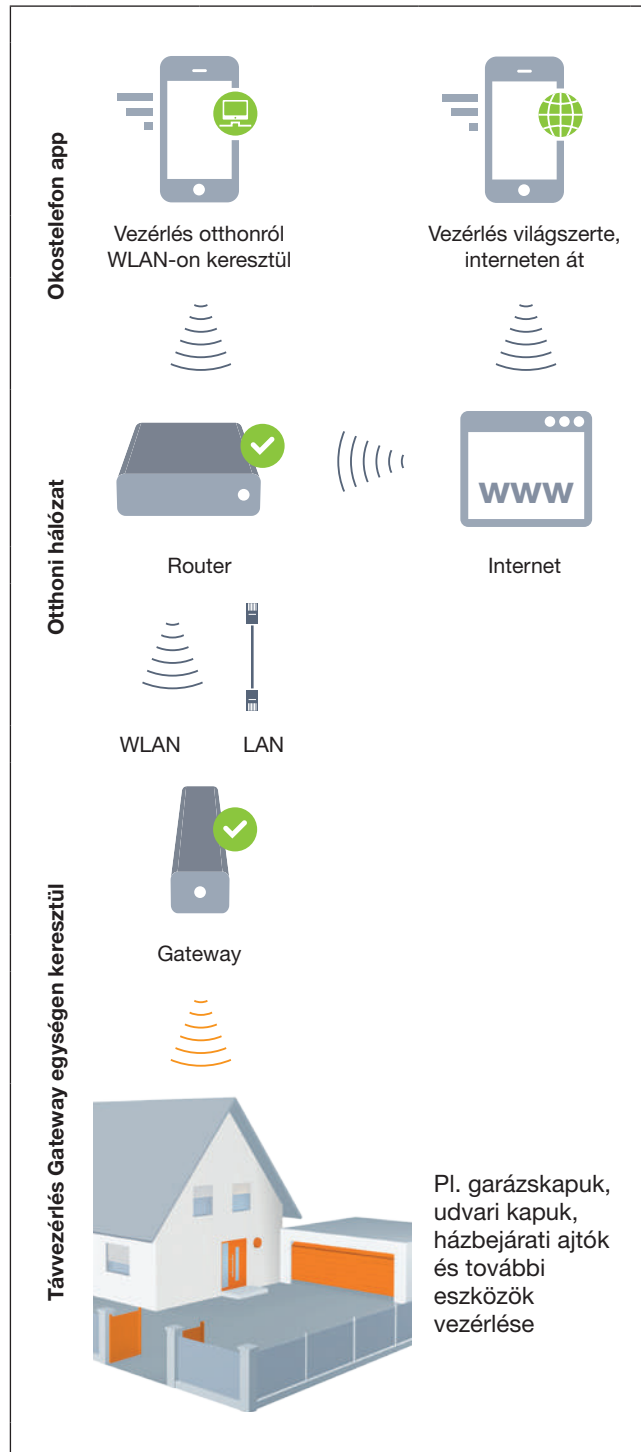 Okostelefon app
Vezérlés otthonról
WLAN-on keresztül
Vezérlés világszerte,
interneten át
Otthoni hálózat
www
Router
Internet
WLAN
LAN
Távvezérlés Gateway egységen keresztül
Gateway
Pl. garázskapuk,
udvari kapuk,
házbejárati ajtók
és további
eszközök
vezérlése